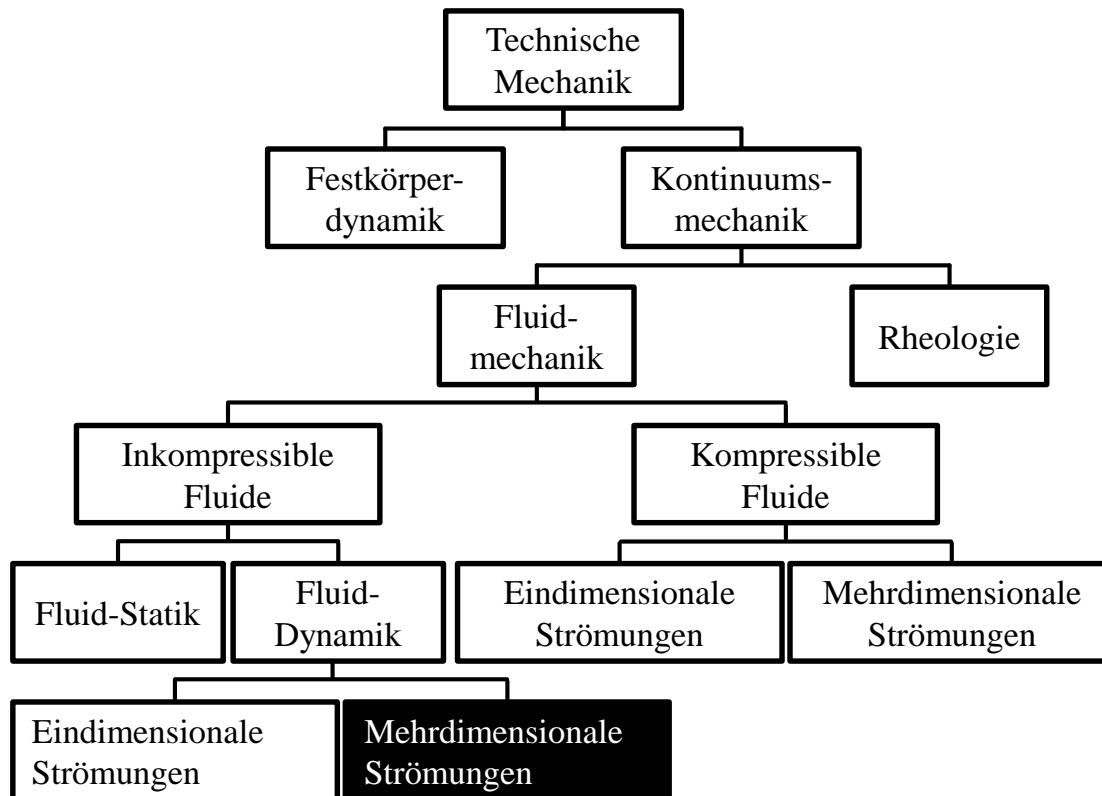 Technische
Mechanik
Festkörper-
dynamik
Kontinuums-
mechanik
Fluid-
mechanik
Rheologie
Inkompressible
Fluide
Kompressible
Fluide
Fluid-Statik
Fluid-
Dynamik
Eindimensionale
Strömungen
Mehrdimensionale
Strömungen
Eindimensionale
Strömungen
Mehrdimensionale
Strömungen